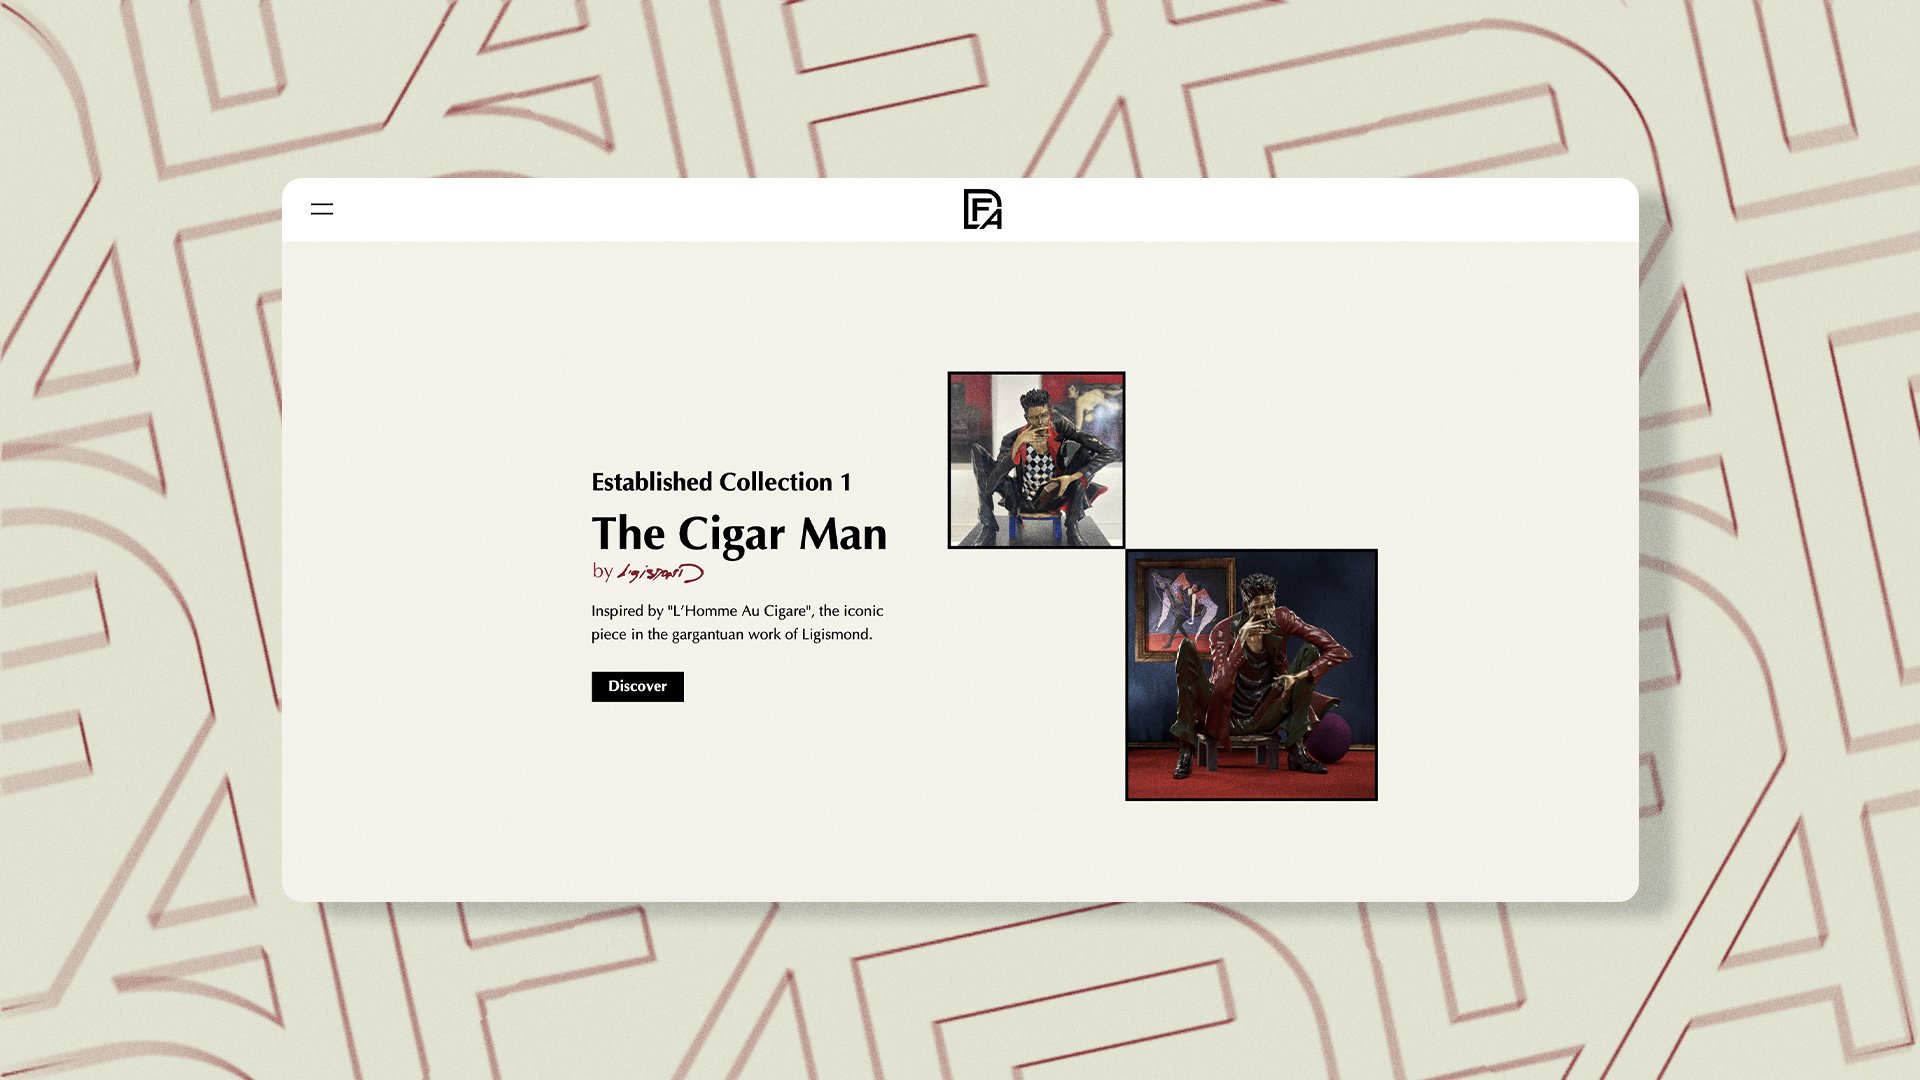 DFA
Established Collection 1
The Cigar Man
by LigismonD
Inspired by "L’Homme Au Cigare", the iconic
piece in the gargantuan work of Ligismond.
Discover